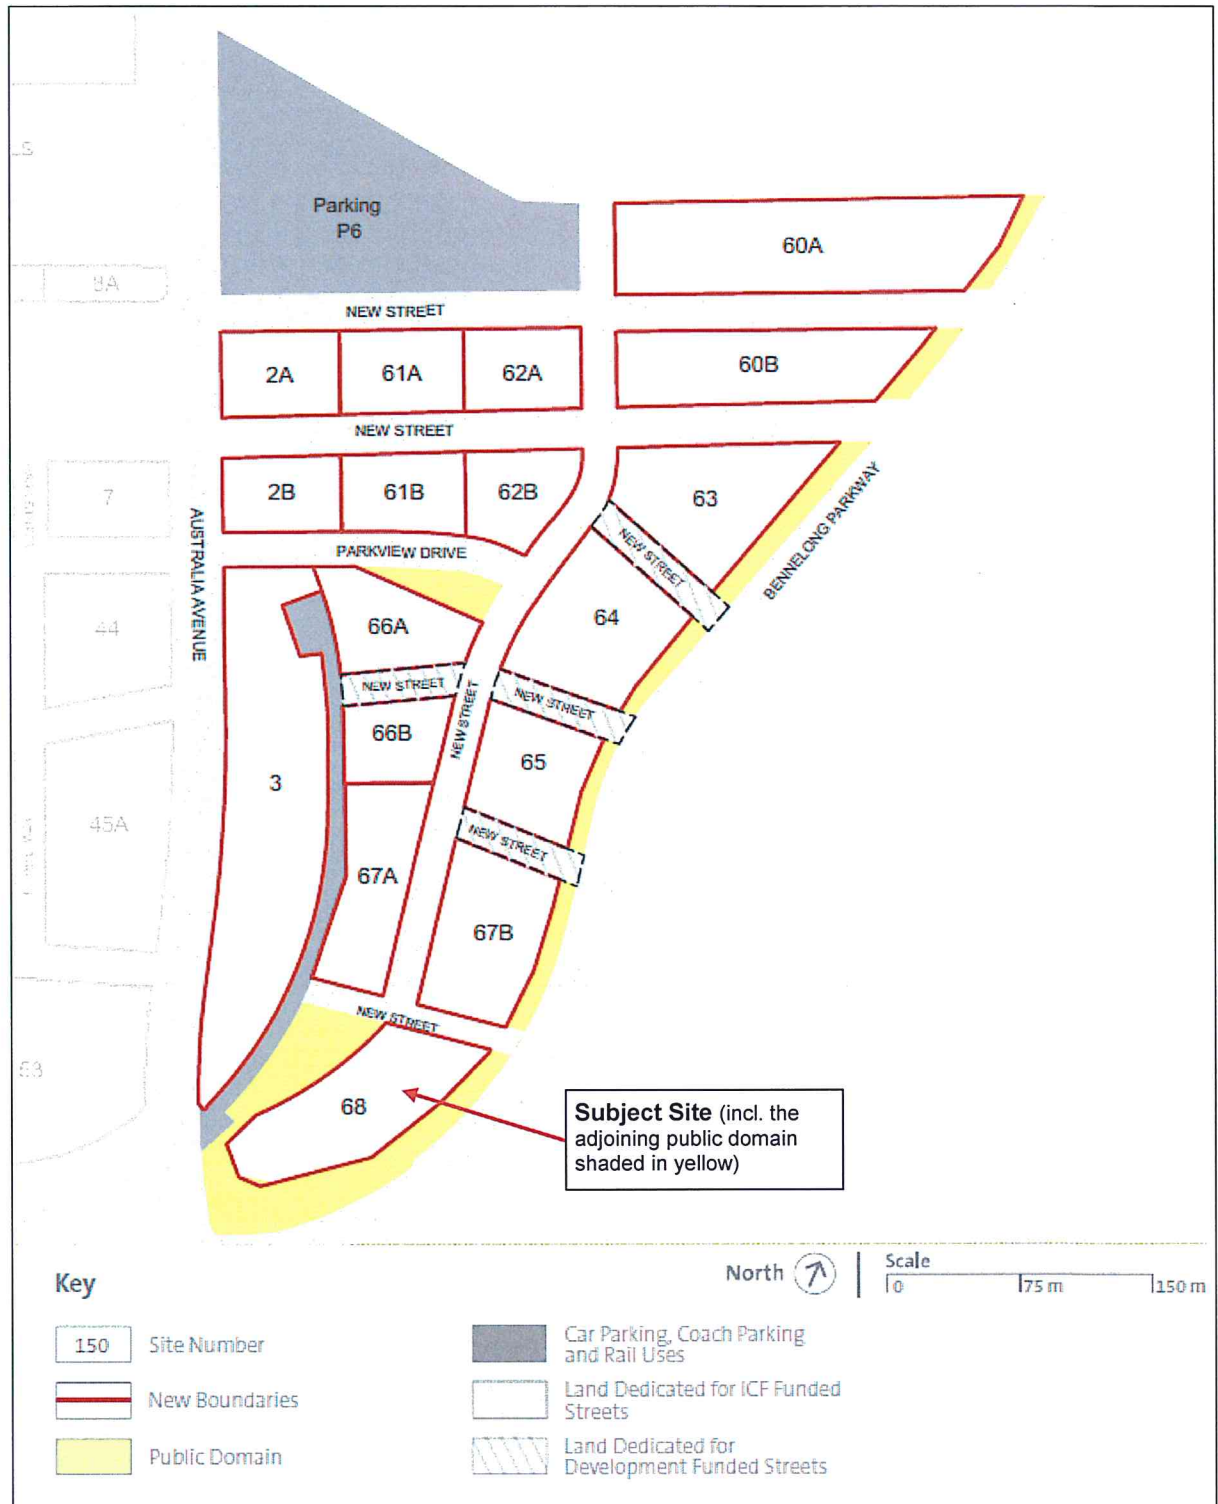 LS
Parking
P6
60A
9A
NEW STREET
2A
61A
62A
60B
NEW STREET
7
2B
61B
62B
63
AUSTRALIA AVENUE
PARKVIEW DRIVE
NEW STREET
BENNELONG PARKWAY
44
66A
64
NEW STREET
NEW STREET
NEW STREET
66B
65
3
45A
NEW STREET
67A
67B
NEW STREET
53
68
Subject Site (incl. the
adjoining public domain
shaded in yellow)
Key
North
Scale
0
75 m
150 m
150
Site Number
New Boundaries
Public Domain
Car Parking, Coach Parking
and Rail Uses
Land Dedicated for ICF Funded
Streets
Land Dedicated for
Development Funded Streets